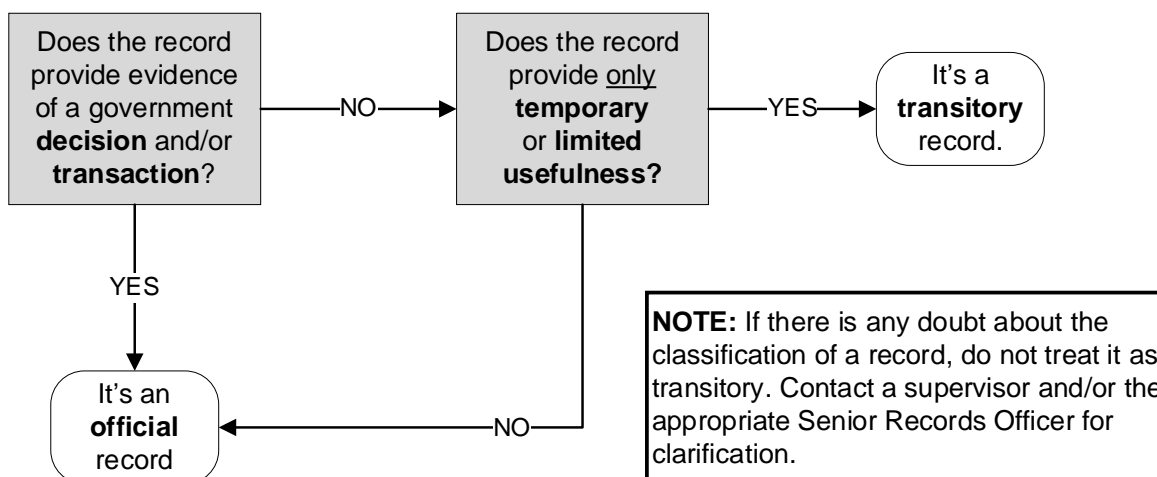 Does the record
provide evidence
of a government
decision and/or
transaction?
NO
Does the record
provide only
temporary
or limited
usefulness?
YES
It's a
transitory
record.
YES
It's an
official
record
NO
NOTE: If there is any doubt about the
classification of a record, do not treat it as
transitory. Contact a supervisor and/or the
appropriate Senior Records Officer for
clarification.